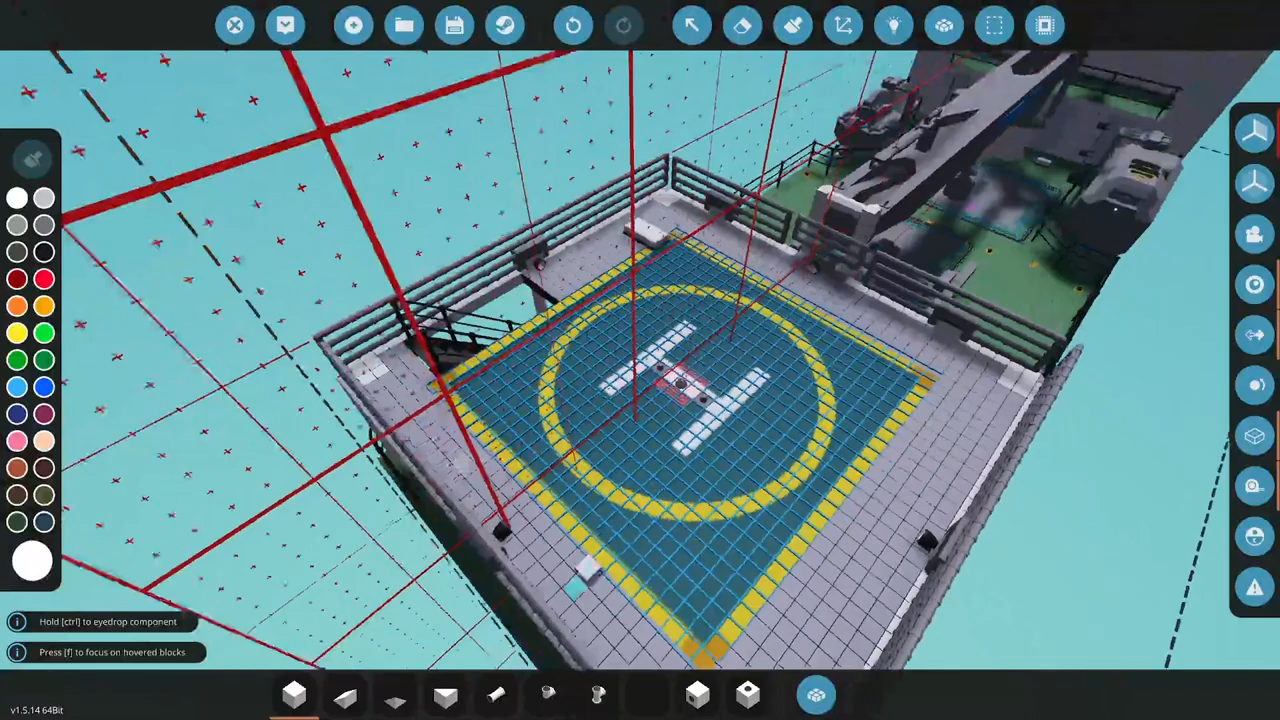 H
Hold [ctrl] to eyedrop component
Press [f] to focus on hovered blocks
v1.5.14 64Bit